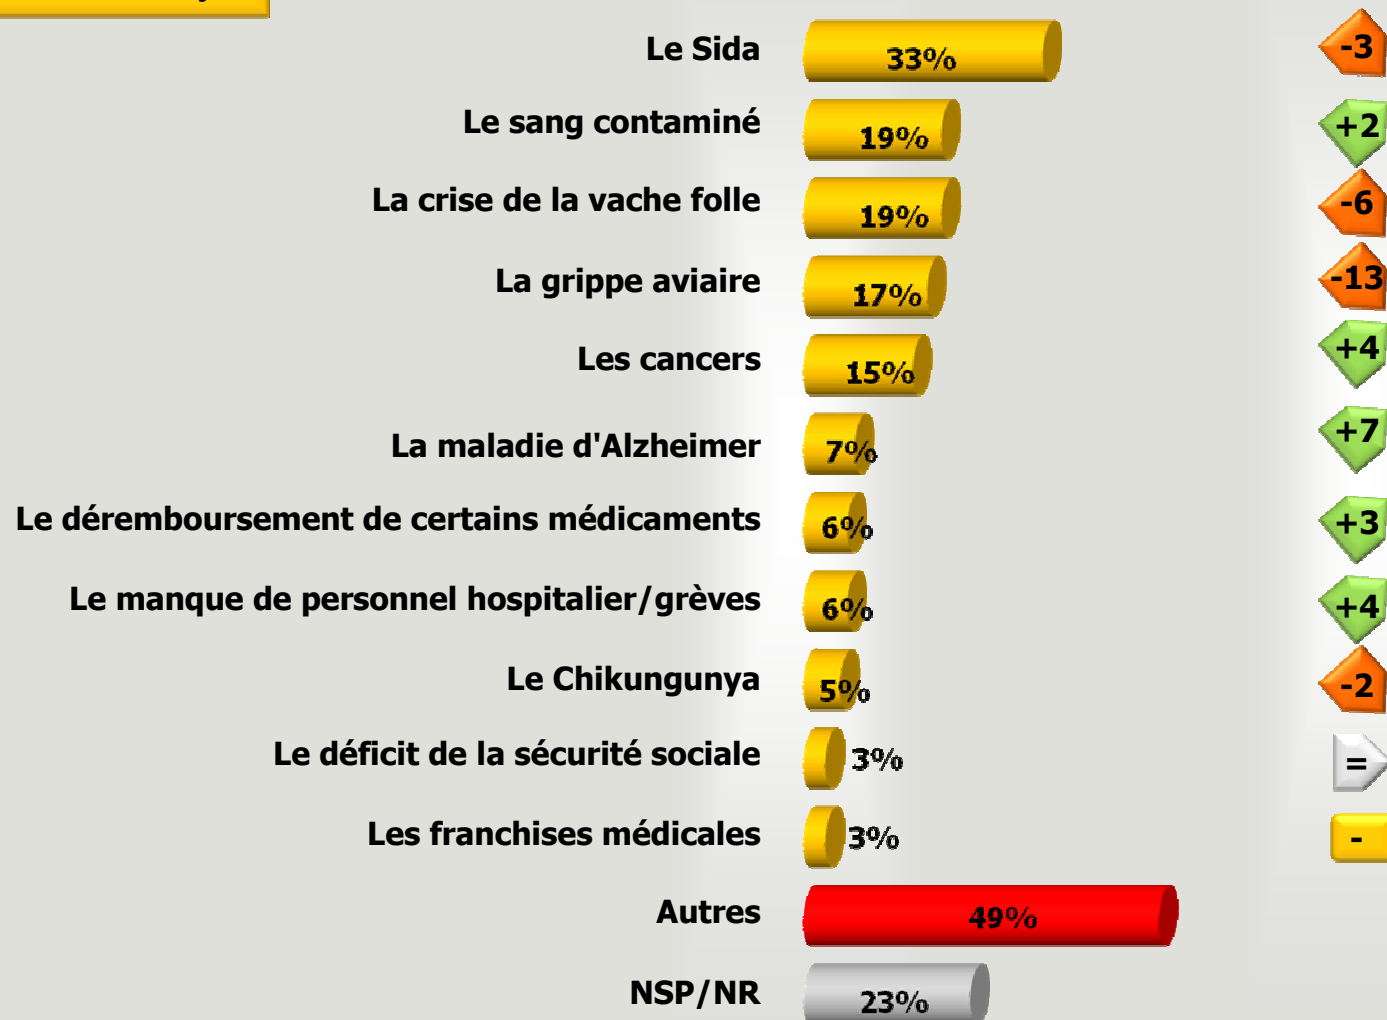 Le Sida 33% -3
Le sang contaminé 19% +2
La crise de la vache folle 19% -6
La grippe aviaire 17% -13
Les cancers 15% +4
La maladie d'Alzheimer 7% +7
Le déremboursement de certains médicaments 6% +3
Le manque de personnel hospitalier/grèves 6% +4
Le Chikungunya 5% -2
Le déficit de la sécurité sociale 3% =
Les franchises médicales 3% -
Autres 49%
NSP/NR 23%